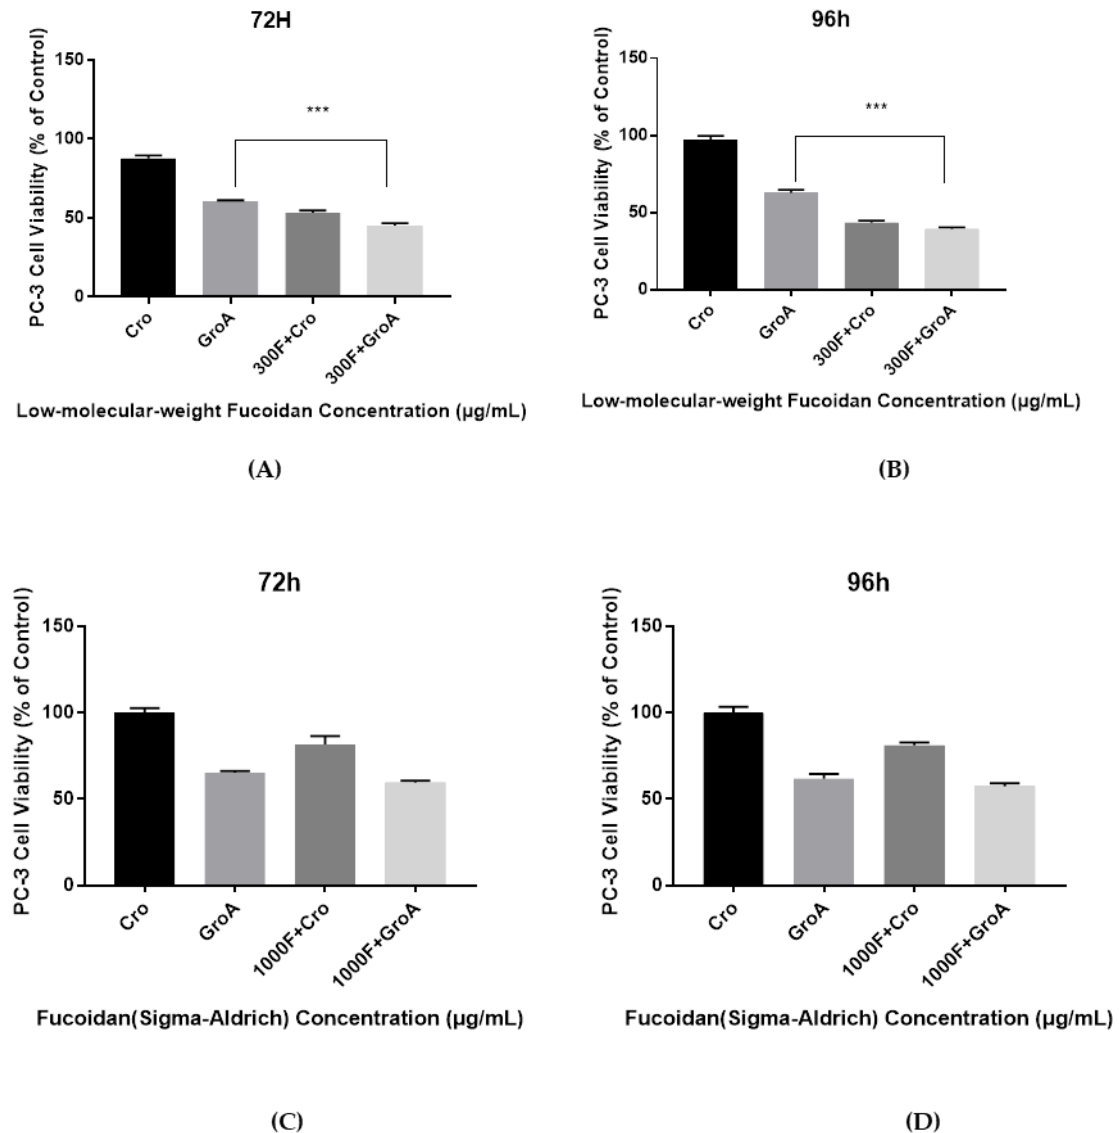 72H
PC-3 Cell Viability (% of Control)
150
100
50
0
***
Cro
GroA
300F+Cro
300F+GroA
Low-molecular-weight Fucoidan Concentration (µg/mL)
(A)
96h
PC-3 Cell Viability (% of Control)
150
100
50
0
***
Cro
GroA
300F+Cro
300F+GroA
Low-molecular-weight Fucoidan Concentration (µg/mL)
(B)
72h
PC-3 Cell Viability (% of Control)
150
100
50
0
Cro
GroA
1000F+Cro
1000F+GroA
Fucoidan(Sigma-Aldrich) Concentration (µg/mL)
(C)
96h
PC-3 Cell Viability (% of Control)
150
100
50
0
Cro
GroA
1000F+Cro
1000F+GroA
Fucoidan(Sigma-Aldrich) Concentration (µg/mL)
(D)